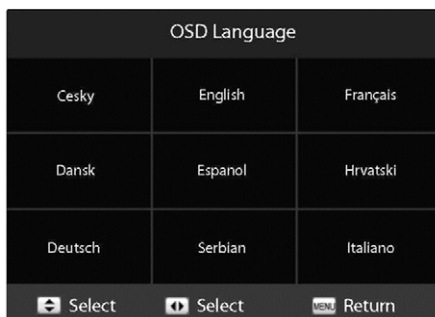 OSD Language
Cesky English Français
Dansk Espanol Hrvatski
Deutsch Serbian Italiano
Select Select MENU Return